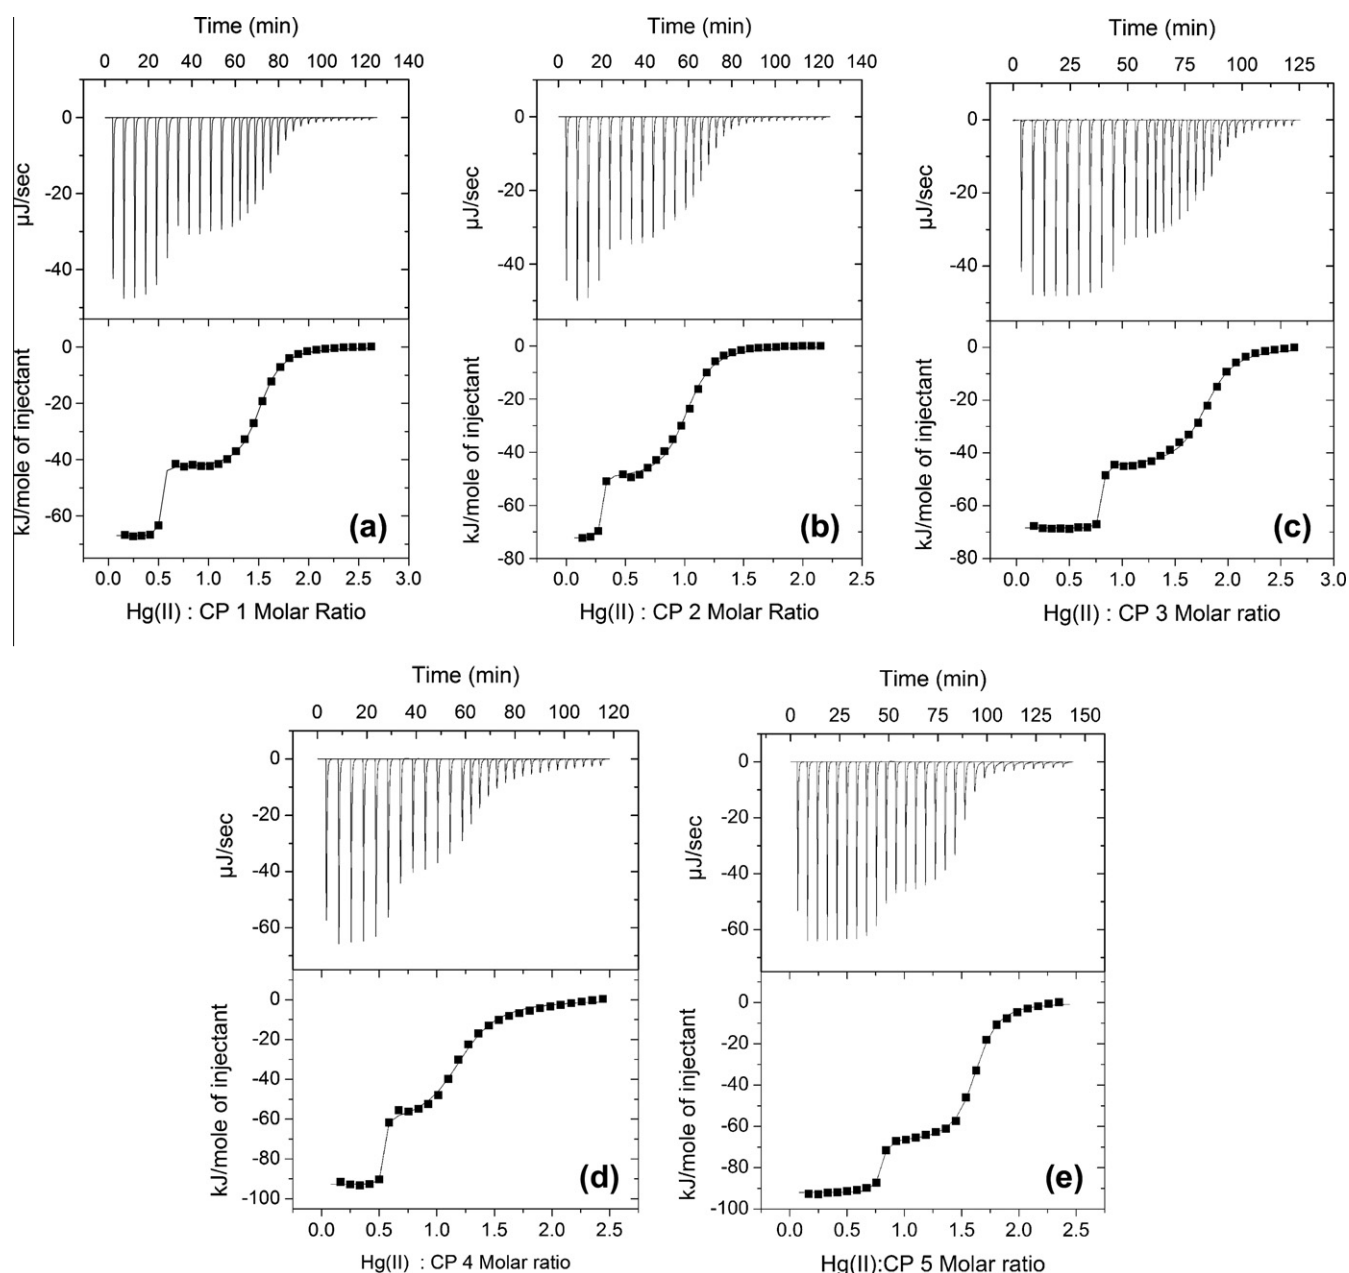 Time (min)
0 20 40 60 80 100 120 140
0
-20
-40
µJ/sec
0
-20
-40
-60
kJ/mole of injectant
(a)
0.0 0.5 1.0 1.5 2.0 2.5 3.0
Hg(II) : CP 1 Molar Ratio
Time (min)
0 20 40 60 80 100 120 140
0
-20
-40
µJ/sec
0
-20
-40
-60
-80
kJ/mole of injectant
(b)
0.0 0.5 1.0 1.5 2.0 2.5
Hg(II) : CP 2 Molar Ratio
Time (min)
0 25 50 75 100 125
0
-20
-40
µJ/sec
0
-20
-40
-60
-80
kJ/mole of injectant
(c)
0.0 0.5 1.0 1.5 2.0 2.5 3.0
Hg(II) : CP 3 Molar ratio
Time (min)
0 20 40 60 80 100 120
0
-20
-40
-60
µJ/sec
0
-20
-40
-60
-80
-100
kJ/mole of injectant
(d)
0.0 0.5 1.0 1.5 2.0 2.5
Hg(II) : CP 4 Molar ratio
Time (min)
0 25 50 75 100 125 150
0
-20
-40
-60
µJ/sec
0
-20
-40
-60
-80
-100
kJ/mole of injectant
(e)
0.0 0.5 1.0 1.5 2.0 2.5
Hg(II):CP 5 Molar ratio